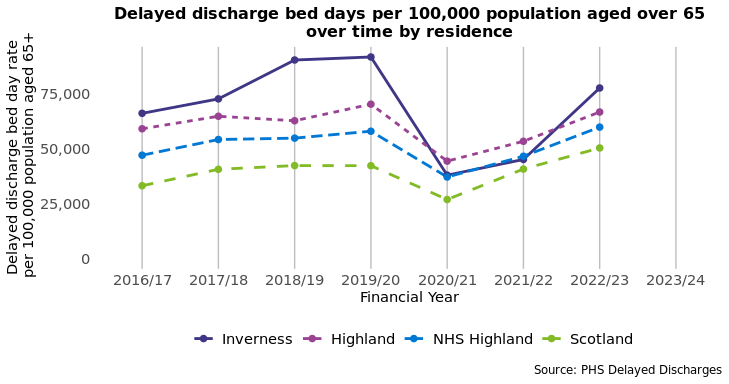 Delayed discharge bed days per 100,000 population aged over 65
over time by residence
Delayed discharge bed day rate
per 100,000 population aged 65+
75,000
50,000
25,000
0
2016/17 2017/18 2018/19 2019/20 2020/21 2021/22 2022/23 2023/24
Financial Year
Inverness Highland NHS Highland Scotland
Source: PHS Delayed Discharges